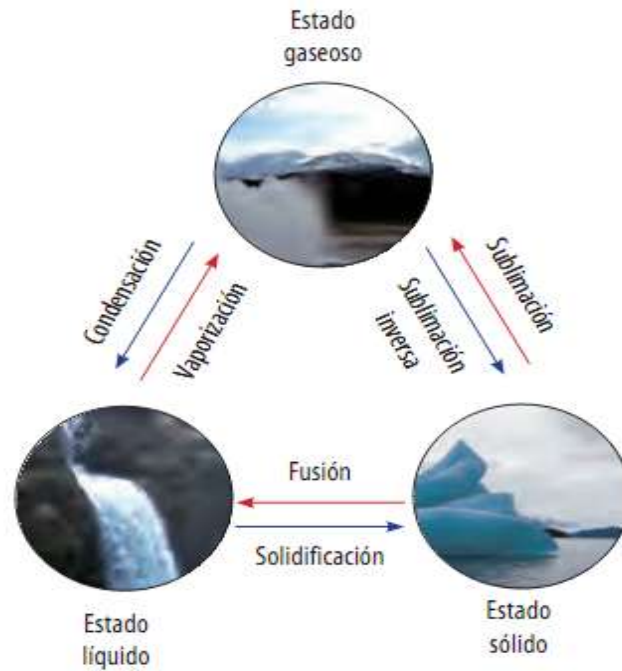 Estado
gaseoso
Condensación
Vaporización
Sublimación
inversa
Sublimación
Fusión
Solidificación
Estado
líquido
Estado
sólido